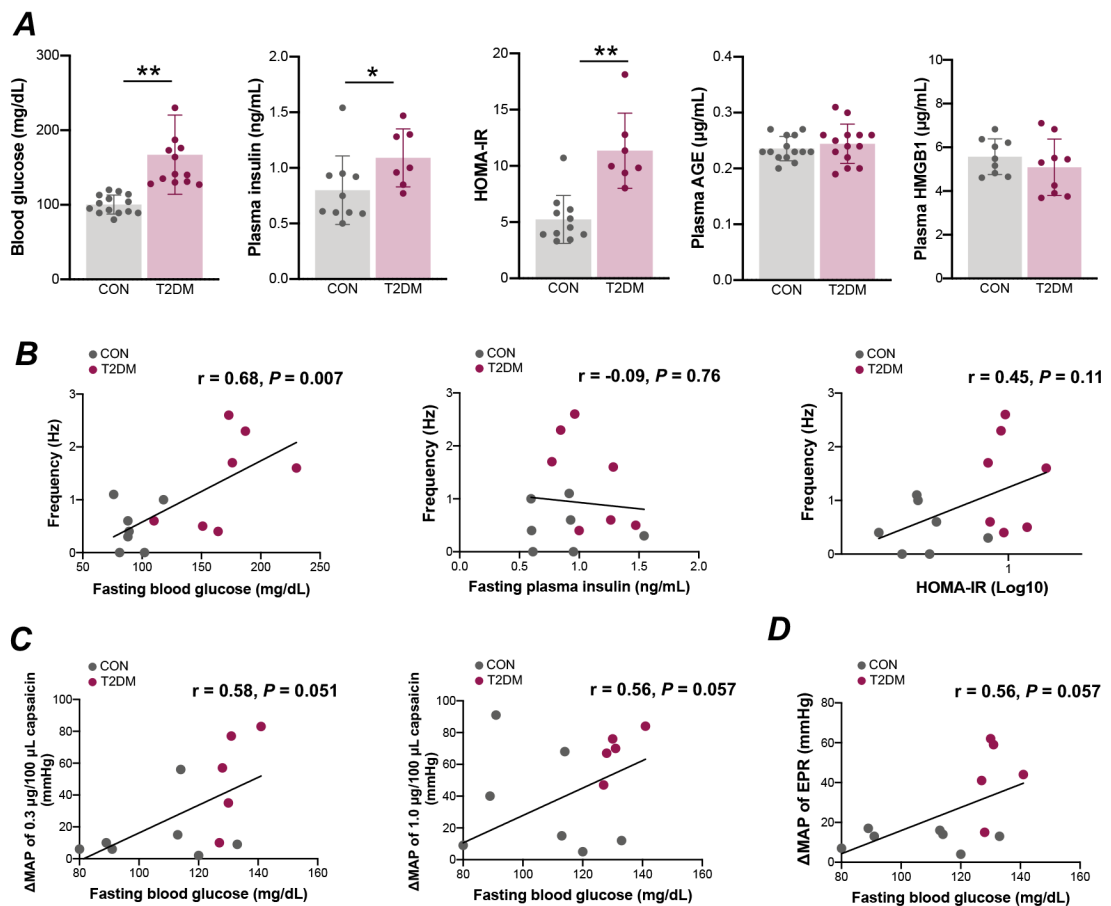 A
Blood glucose (mg/dL)
300
200
100
0
**
CON
T2DM
Plasma insulin (ng/mL)
2.0
1.5
1.0
0.5
0.0
*
CON
T2DM
HOMA-IR
20
15
10
5
0
**
CON
T2DM
Plasma AGE (µg/mL)
0.4
0.3
0.2
0.1
0.0
CON
T2DM
Plasma HMGB1 (µg/mL)
10
8
6
4
2
0
CON
T2DM
B
CON
T2DM
r = 0.68, P = 0.007
Frequency (Hz)
3
2
1
0
50 100 150 200 250
Fasting blood glucose (mg/dL)
CON
T2DM
r = -0.09, P = 0.76
Frequency (Hz)
3
2
1
0
0.0 0.5 1.0 1.5 2.0
Fasting plasma insulin (ng/mL)
CON
T2DM
r = 0.45, P = 0.11
Frequency (Hz)
3
2
1
0
1
HOMA-IR (Log10)
C
CON
T2DM
r = 0.58, P = 0.051
ΔMAP of 0.3 µg/100 µL capsaicin
(mmHg)
100
80
60
40
20
0
80 100 120 140 160
Fasting blood glucose (mg/dL)
CON
T2DM
r = 0.56, P = 0.057
ΔMAP of 1.0 µg/100 µL capsaicin
(mmHg)
100
80
60
40
20
0
80 100 120 140 160
Fasting blood glucose (mg/dL)
D
CON
T2DM
r = 0.56, P = 0.057
ΔMAP of EPR (mmHg)
80
60
40
20
0
80 100 120 140 160
Fasting blood glucose (mg/dL)